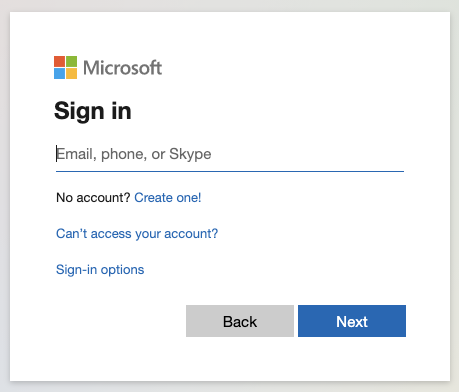 Microsoft
Sign in
Email, phone, or Skype
No account? Create one!
Can't access your account?
Sign-in options
Back Next